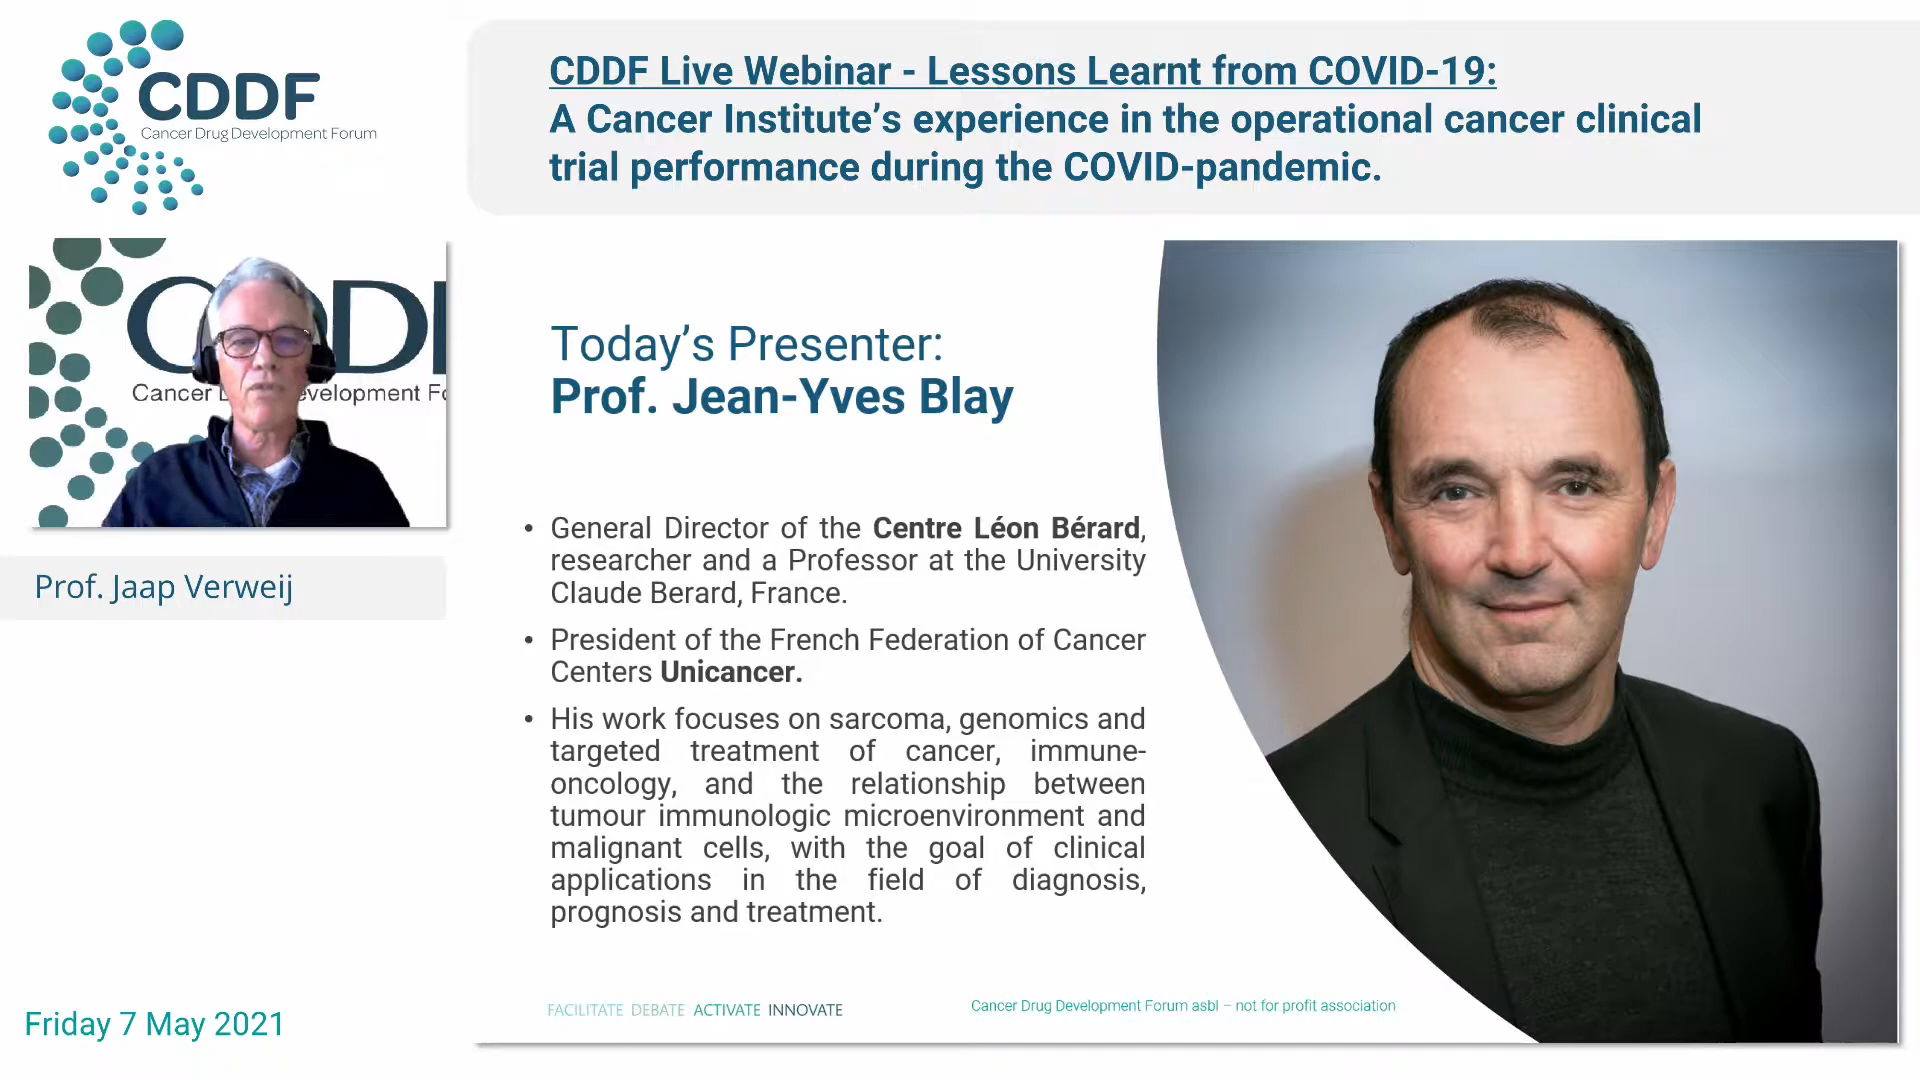 CDDF
Cancer Drug Development Forum
CDDF Live Webinar - Lessons Learnt from COVID-19:
A Cancer Institute’s experience in the operational cancer clinical
trial performance during the COVID-pandemic.
Cancer Development Fo
Prof. Jaap Verweij
Today’s Presenter:
Prof. Jean-Yves Blay
• General Director of the Centre Léon Bérard,
researcher and a Professor at the University
Claude Berard, France.
• President of the French Federation of Cancer
Centers Unicancer.
• His work focuses on sarcoma, genomics and
targeted treatment of cancer, immune-
oncology, and the relationship between
tumour immunologic microenvironment and
malignant cells, with the goal of clinical
applications in the field of diagnosis,
prognosis and treatment.
FACILITATE DEBATE ACTIVATE INNOVATE
Cancer Drug Development Forum asbl – not for profit association
Friday 7 May 2021